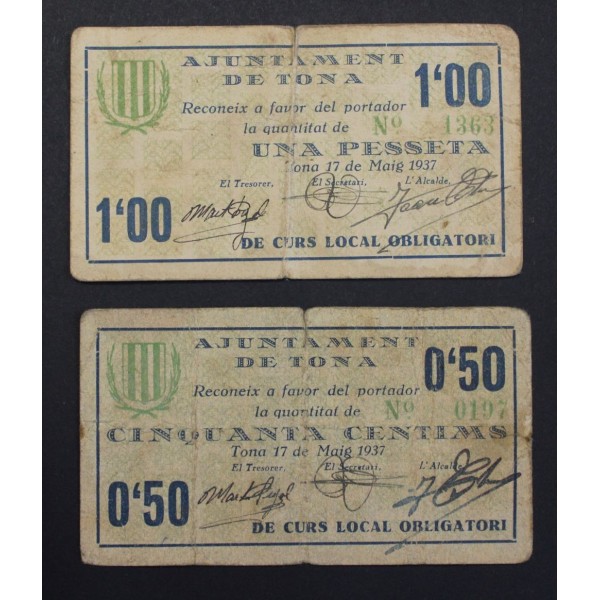 AJUNTAMENT
DE TONA
1'00
Reconeix a favor del portador
la quantitat de Nº 1363
UNA PESSETA
Tona 17 de Maig 1937
El Tresorer. El Secretari. L'Alcalde.
1'00
DE CURS LOCAL OBLIGATORI
AJUNTAMENT
DE TONA
0'50
Reconeix a favor del portador
la quantitat de Nº 0197
CINQUANTA CENTIMS
Tona 17 de Maig 1937
El Tresorer. El Secretari. L'Alcalde.
0'50
DE CURS LOCAL OBLIGATORI